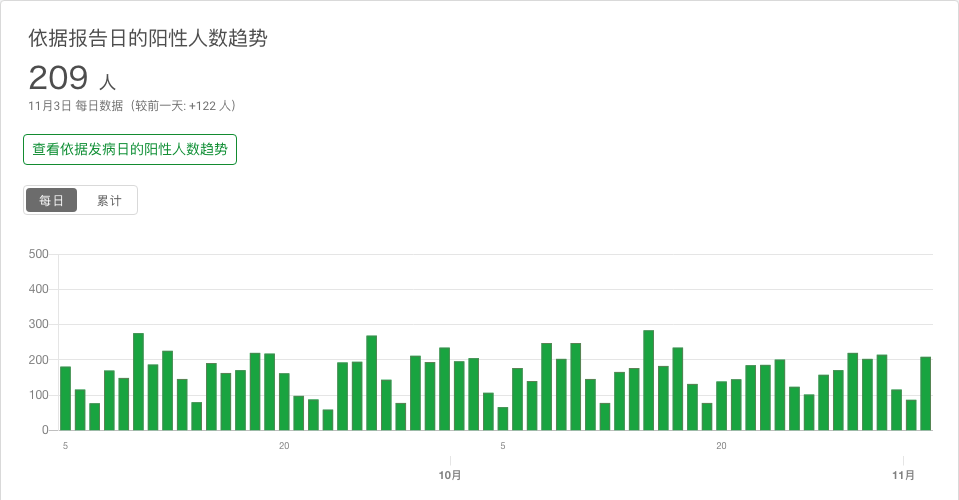 依据报告日的阳性人数趋势
209 人
11月3日 每日数据（较前一天: +122 人）
查看依据发病日的阳性人数趋势
每日 累计
500
400
300
200
100
0
5 20 5 20
10月 11月